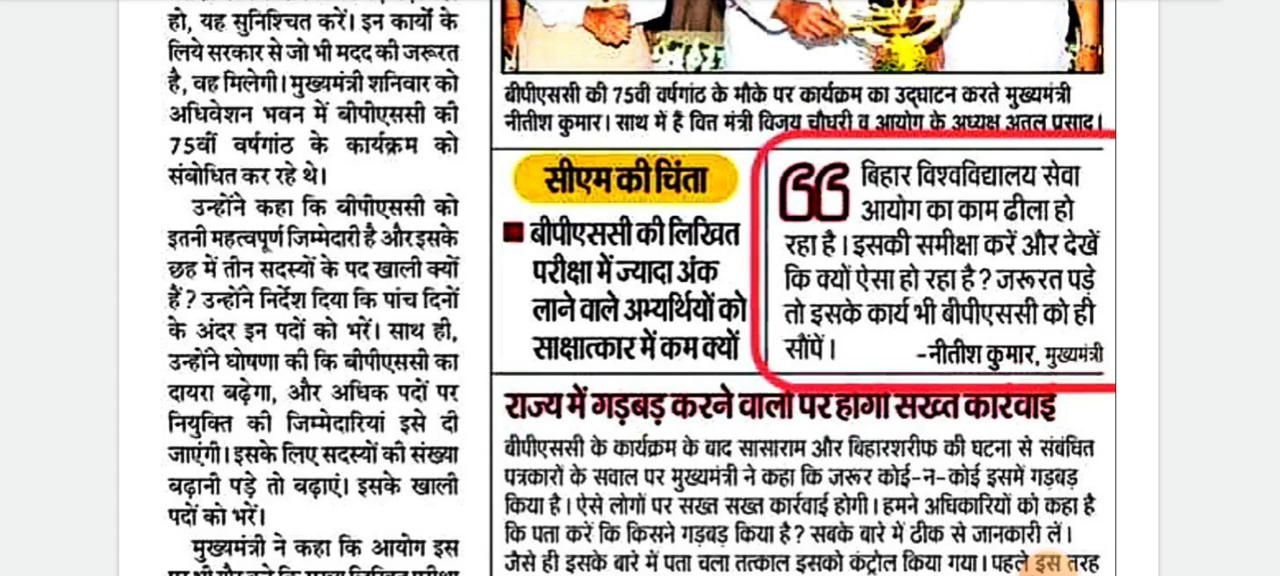 हो, यह सुनिश्चित करें। इन कार्यों के
लिये सरकार से जो भी मदद की जरूरत
है, वह मिलेगी। मुख्यमंत्री शनिवार को
अधिवेशन भवन में बीपीएससी की
75वीं वर्षगांठ के कार्यक्रम को
संबोधित कर रहे थे।
उन्होंने कहा कि बीपीएससी को
इतनी महत्वपूर्ण जिम्मेदारी है और इसके
छह में तीन सदस्यों के पद खाली क्यों
हैं? उन्होंने निर्देश दिया कि पांच दिनों
के अंदर इन पदों को भरें। साथ ही,
उन्होंने घोषणा की कि बीपीएससी का
दायरा बढ़ेगा, और अधिक पदों पर
नियुक्ति की जिम्मेदारियां इसे दी
जाएंगी। इसके लिए सदस्यों की संख्या
बढ़ानी पड़े तो बढ़ाएं। इसके खाली
पदों को भरें।
मुख्यमंत्री ने कहा कि आयोग इस
बीपीएससी की 75वीं वर्षगांठ के मौके पर कार्यक्रम का उद्घाटन करते मुख्यमंत्री
नीतीश कुमार। साथ में हैं वित्त मंत्री विजय चौधरी व आयोग के अध्यक्ष अतुल प्रसाद।
सीएम की चिंता
बीपीएससी की लिखित
परीक्षा में ज्यादा अंक
लाने वाले अभ्यर्थियों को
साक्षात्कार में कम क्यों
बिहार विश्वविद्यालय सेवा
आयोग का काम ढीला हो
रहा है। इसकी समीक्षा करें और देखें
कि क्यों ऐसा हो रहा है? जरूरत पड़े
तो इसके कार्य भी बीपीएससी को ही
सौंपें।
-नीतीश कुमार, मुख्यमंत्री
राज्य में गड़बड़ करने वालों पर होगी सख्त कार्रवाई
बीपीएससी के कार्यक्रम के बाद सासाराम और बिहारशरीफ की घटना से संबंधित
पत्रकारों के सवाल पर मुख्यमंत्री ने कहा कि जरूर कोई-न-कोई इसमें गड़बड़
किया है। ऐसे लोगों पर सख्त सख्त कार्रवाई होगी। हमने अधिकारियों को कहा है
कि पता करें कि किसने गड़बड़ किया है? सबके बारे में ठीक से जानकारी लें।
जैसे ही इसके बारे में पता चला तत्काल इसको कंट्रोल किया गया। पहले इस तरह